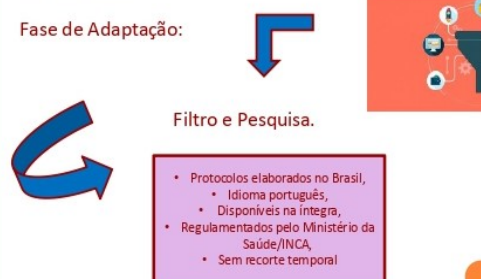 Fase de Adaptação:
Filtro e Pesquisa.
• Protocolos elaborados no Brasil,
• Idioma português,
• Disponíveis na íntegra,
• Regulamentados pelo Ministério da
Saúde/INCA,
• Sem recorte temporal